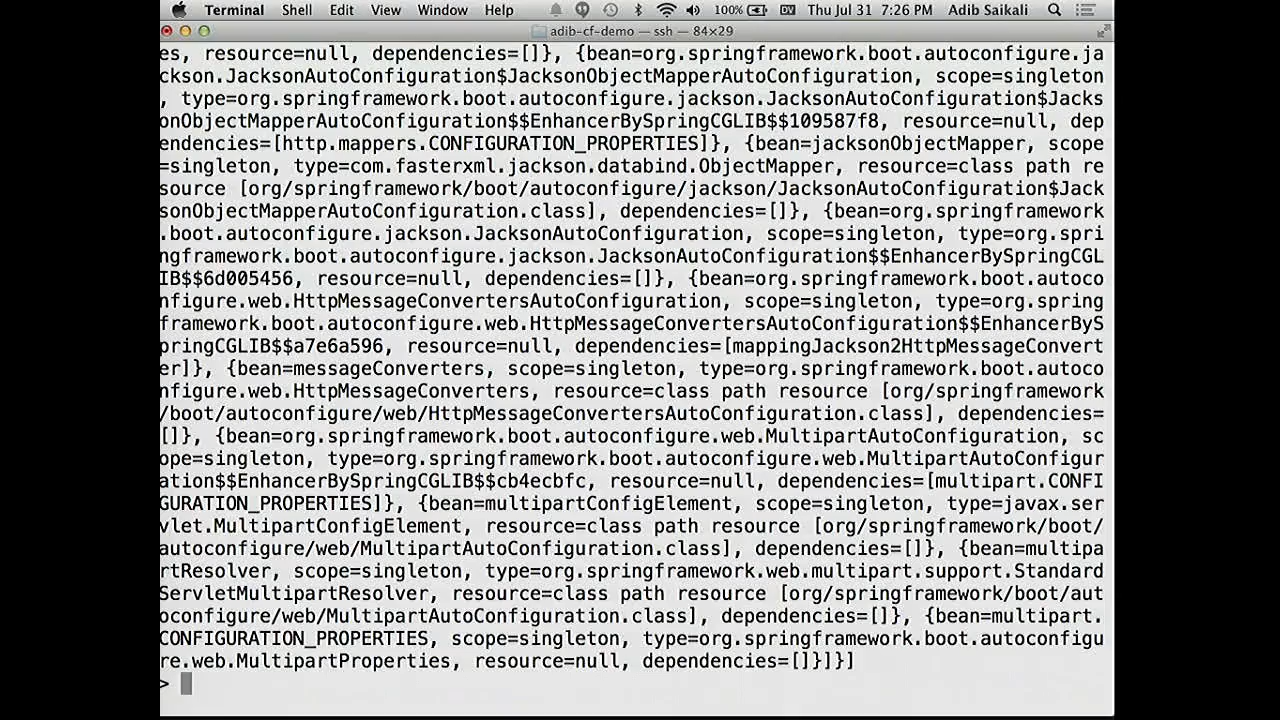 Terminal Shell Edit View Window Help 100% DV Thu Jul 31 7:26 PM Adib Saikali
adib-cf-demo — ssh — 84×29
es, resource=null, dependencies=[]}, {bean=org.springframework.boot.autoconfigure.ja
ckson.JacksonAutoConfiguration$JacksonObjectMapperAutoConfiguration, scope=singleton
, type=org.springframework.boot.autoconfigure.jackson.JacksonAutoConfiguration$Jacks
onObjectMapperAutoConfiguration$$EnhancerBySpringCGLIB$$109587f8, resource=null, dep
endencies=[http.mappers.CONFIGURATION_PROPERTIES]}, {bean=jacksonObjectMapper, scope
=singleton, type=com.fasterxml.jackson.databind.ObjectMapper, resource=class path re
source [org/springframework/boot/autoconfigure/jackson/JacksonAutoConfiguration$Jack
sonObjectMapperAutoConfiguration.class], dependencies=[]}, {bean=org.springframework
.boot.autoconfigure.jackson.JacksonAutoConfiguration, scope=singleton, type=org.spri
ngframework.boot.autoconfigure.jackson.JacksonAutoConfiguration$$EnhancerBySpringCGL
IB$$6d005456, resource=null, dependencies=[]}, {bean=org.springframework.boot.autoco
nfigure.web.HttpMessageConvertersAutoConfiguration, scope=singleton, type=org.spring
framework.boot.autoconfigure.web.HttpMessageConvertersAutoConfiguration$$EnhancerByS
pringCGLIB$$a7e6a596, resource=null, dependencies=[mappingJackson2HttpMessageConvert
er]}, {bean=messageConverters, scope=singleton, type=org.springframework.boot.autoco
nfigure.web.HttpMessageConverters, resource=class path resource [org/springframework
/boot/autoconfigure/web/HttpMessageConvertersAutoConfiguration.class], dependencies=
[]}, {bean=org.springframework.boot.autoconfigure.web.MultipartAutoConfiguration, sc
ope=singleton, type=org.springframework.boot.autoconfigure.web.MultipartAutoConfigur
ation$$EnhancerBySpringCGLIB$$cb4ecbfc, resource=null, dependencies=[multipart.CONFI
GURATION_PROPERTIES]}, {bean=multipartConfigElement, scope=singleton, type=javax.ser
vlet.MultipartConfigElement, resource=class path resource [org/springframework/boot/
autoconfigure/web/MultipartAutoConfiguration.class], dependencies=[]}, {bean=multipa
rtResolver, scope=singleton, type=org.springframework.web.multipart.support.Standard
ServletMultipartResolver, resource=class path resource [org/springframework/boot/aut
oconfigure/web/MultipartAutoConfiguration.class], dependencies=[]}, {bean=multipart.
CONFIGURATION_PROPERTIES, scope=singleton, type=org.springframework.boot.autoconfigu
re.web.MultipartProperties, resource=null, dependencies=[]}]}]
>